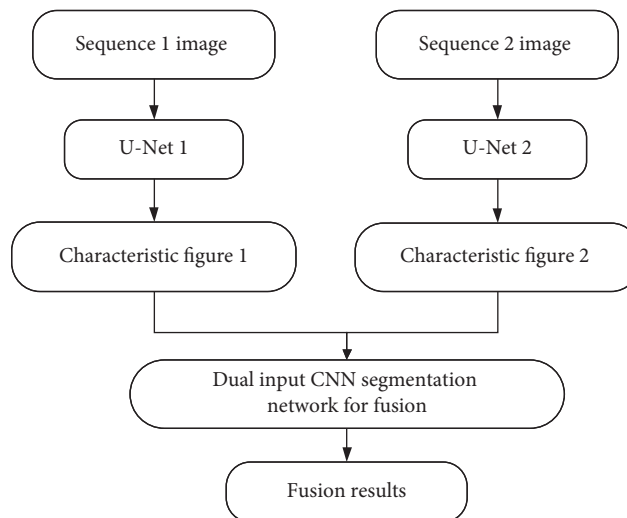 Sequence 1 image
Sequence 2 image
U-Net 1
U-Net 2
Characteristic figure 1
Characteristic figure 2
Dual input CNN segmentation
network for fusion
Fusion results